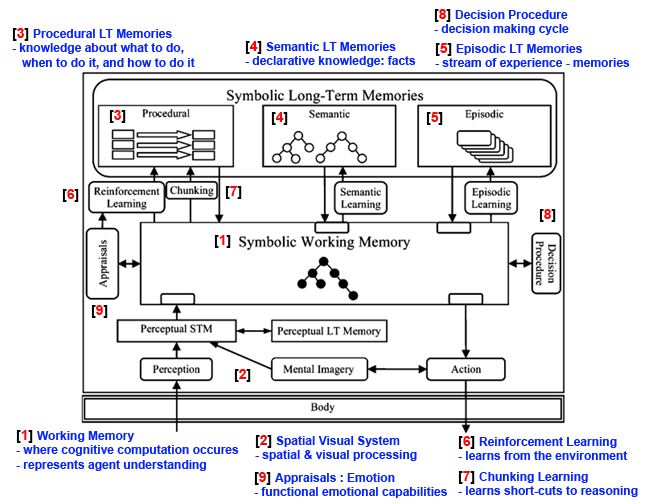 [8] Decision Procedure
- decision making cycle
[3] Procedural LT Memories
- knowledge about what to do,
when to do it, and how to do it
[4] Semantic LT Memories
- declarative knowledge: facts
[5] Episodic LT Memories
- stream of experience - memories
Symbolic Long-Term Memories
[3]
Procedural
[4]
Semantic
[5]
Episodic
[6]
Reinforcement
Learning
Chunking
[7]
Semantic
Learning
Episodic
Learning
[8]
Appraisals
[9]
[1] Symbolic Working Memory
Decision
Procedure
Perceptual STM
Perceptual LT Memory
Perception
[2]
Mental Imagery
Action
Body
[1] Working Memory
- where cognitive computation occures
- represents agent understanding
[2] Spatial Visual System
- spatial & visual processing
[9] Appraisals : Emotion
- functional emotional capabilities
[6] Reinforcement Learning
- learns from the environment
[7] Chunking Learning
- learns short-cuts to reasoning